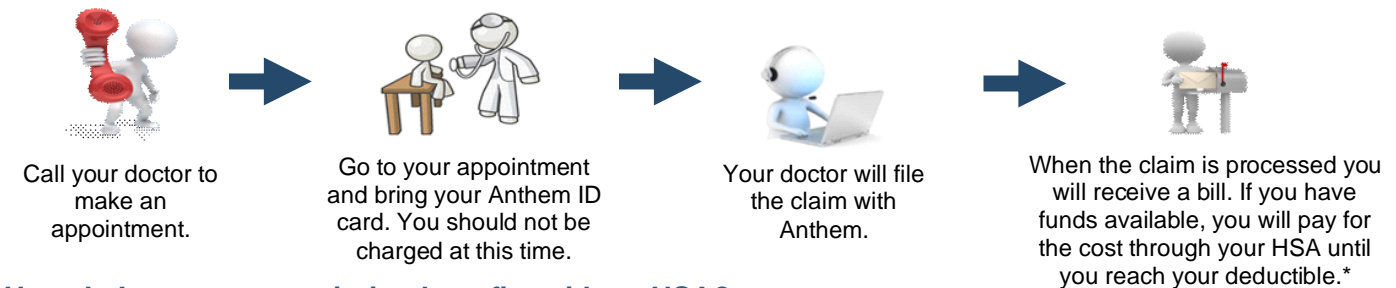 Call your doctor to
make an
appointment.
Go to your appointment
and bring your Anthem ID
card. You should not be
charged at this time.
Your doctor will file
the claim with
Anthem.
When the claim is processed you
will receive a bill. If you have
funds available, you will pay for
the cost through your HSA until
you reach your deductible.*